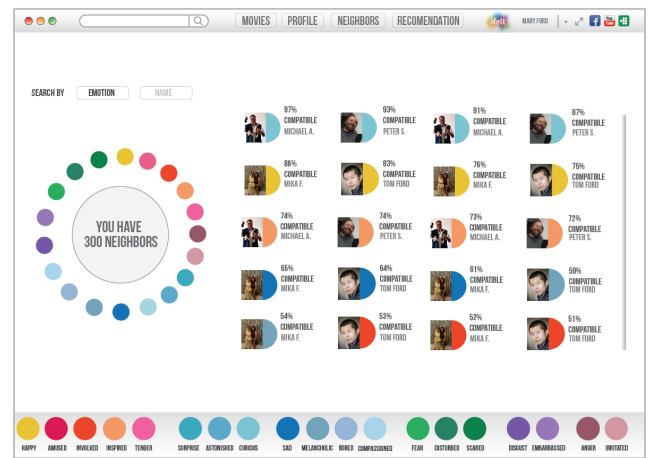 MOVIES PROFILE NEIGHBORS RECOMENDATION ifelt MARY FORD You Tube
SEARCH BY EMOTION NAME
YOU HAVE
300 NEIGHBORS
97%
COMPATIBLE
MICHAEL A.
93%
COMPATIBLE
PETER S.
91%
COMPATIBLE
MICHAEL A.
87%
COMPATIBLE
PETER S.
86%
COMPATIBLE
MIKA F.
83%
COMPATIBLE
TOM FORD
76%
COMPATIBLE
MIKA F.
75%
COMPATIBLE
TOM FORD
74%
COMPATIBLE
MICHAEL A.
74%
COMPATIBLE
PETER S.
73%
COMPATIBLE
MICHAEL A.
72%
COMPATIBLE
PETER S.
65%
COMPATIBLE
MIKA F.
64%
COMPATIBLE
TOM FORD
61%
COMPATIBLE
MIKA F.
59%
COMPATIBLE
TOM FORD
54%
COMPATIBLE
MIKA F.
53%
COMPATIBLE
TOM FORD
52%
COMPATIBLE
MIKA F.
51%
COMPATIBLE
TOM FORD
HAPPY AMUSED INVOLVED INSPIRED TENDER SURPRISE ASTONISHED CURIOUS SAD MELANCHOLIC BORED COMPASSIONED FEAR DISTURBED SCARED DISGUST EMBARRASSED ANGER IRRITATED